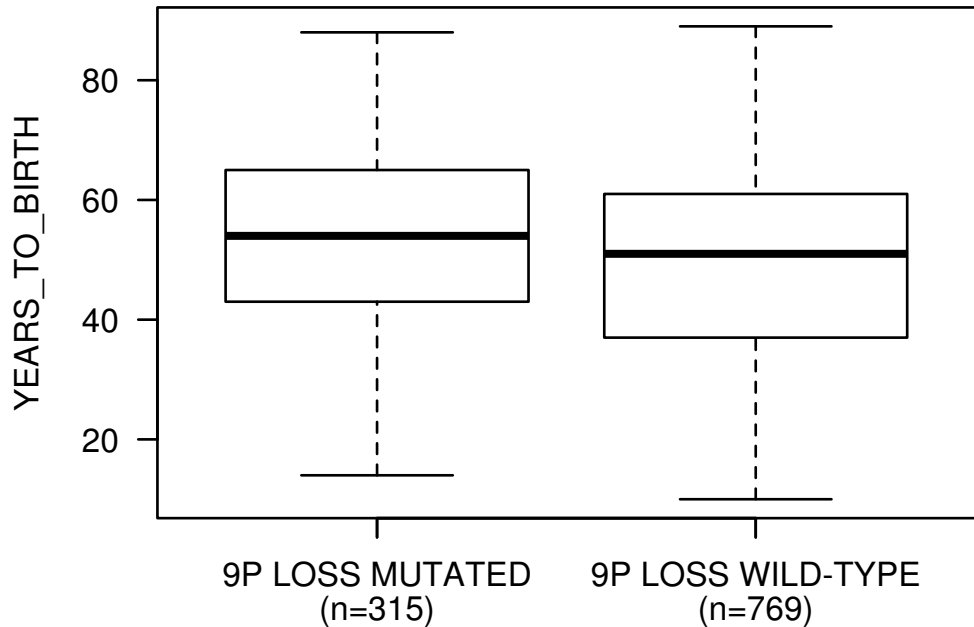 YEARS_TO_BIRTH
80
60
40
20
9P LOSS MUTATED
(n=315)
9P LOSS WILD-TYPE
(n=769)